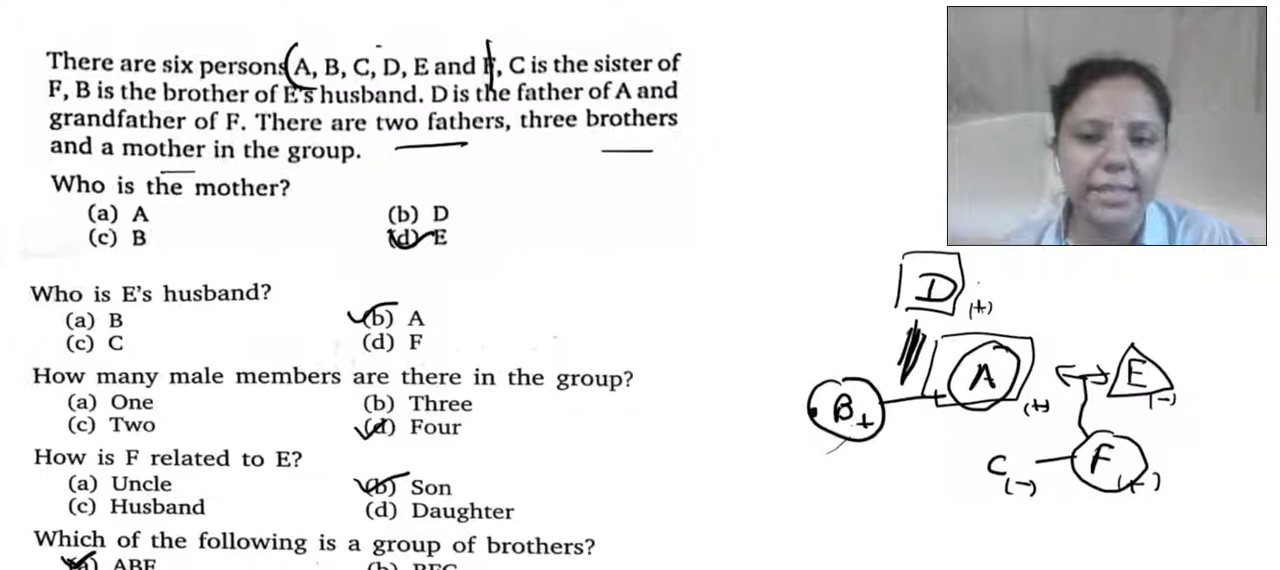 There are six persons A, B, C, D, E and F, C is the sister of
F, B is the brother of E's husband. D is the father of A and
grandfather of F. There are two fathers, three brothers
and a mother in the group.
Who is the mother?
(a) A (b) D
(c) B (d) E
Who is E's husband?
(a) B (b) A
(c) C (d) F
How many male members are there in the group?
(a) One (b) Three
(c) Two (d) Four
How is F related to E?
(a) Uncle (b) Son
(c) Husband (d) Daughter
Which of the following is a group of brothers?
(a) ABF (b) BFC
D (+)
B + A (+) E (-)
C (-) F (+)